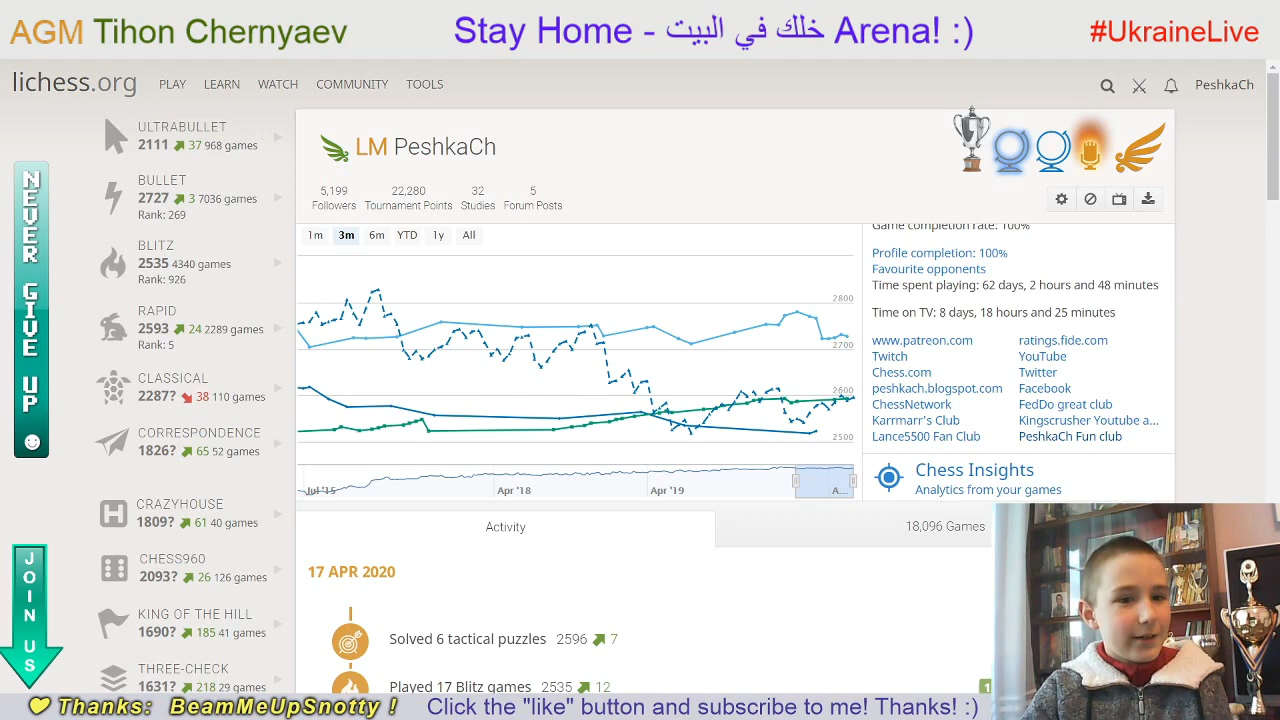 AGM Tihon Chernyaev
Stay Home - خلك في البيت Arena! :)
#UkraineLive
lichess.org
PLAY LEARN WATCH COMMUNITY TOOLS
PeshkaCh
NEVER GIVE UP
JOIN US
ULTRABULLET
2111 37 968 games
BULLET
2727 3 7036 games
Rank: 269
BLITZ
2535 4340 games
Rank: 926
RAPID
2593 24 2289 games
Rank: 5
CLASSICAL
2287? 38 110 games
CORRESPONDENCE
1826? 65 52 games
CRAZYHOUSE
1809? 61 40 games
CHESS960
2093? 26 126 games
KING OF THE HILL
1690? 185 41 games
THREE-CHECK
1631? 218 29 games
LM PeshkaCh
5,199 22,280 32 5
Followers Tournament Points Studies Forum Posts
1m 3m 6m YTD 1y All
2800
2700
2600
2500
Jul '15 Apr '18 Apr '19 A...
Game completion rate: 100%
Profile completion: 100%
Favourite opponents
Time spent playing: 62 days, 2 hours and 48 minutes
Time on TV: 8 days, 18 hours and 25 minutes
www.patreon.com ratings.fide.com
Twitch YouTube
Chess.com Twitter
peshkach.blogspot.com Facebook
ChessNetwork FedDo great club
Karrmarr's Club Kingscrusher Youtube a...
Lance5500 Fan Club PeshkaCh Fun club
Chess Insights
Analytics from your games
Activity 18,096 Games
17 APR 2020
Solved 6 tactical puzzles 2596 7
Played 17 Blitz games 2535 12
1
Thanks: BeamMeUpSnotty !
Click the "like" button and subscribe to me! Thanks! :)